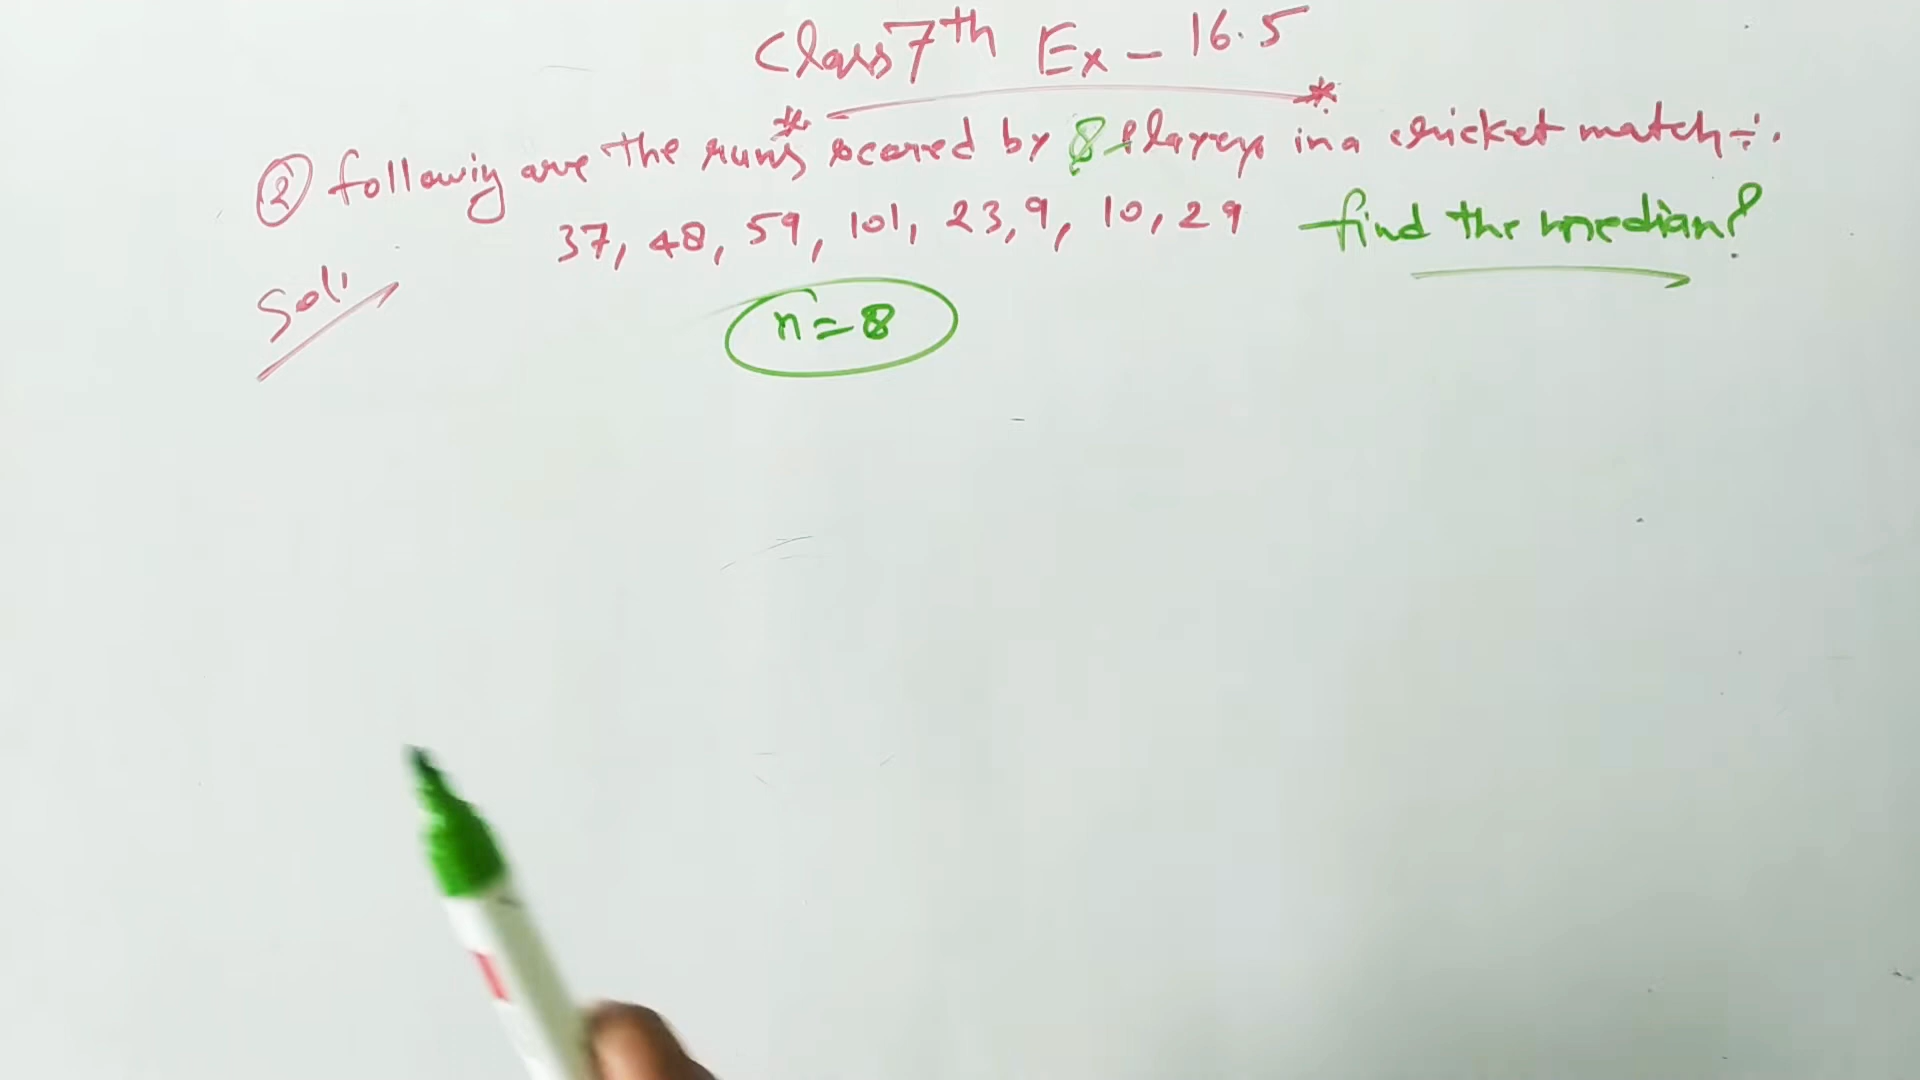 Class 7th Ex - 16.5
② following are the runs scored by 8 players in a cricket match÷.
37, 48, 59, 101, 23, 9, 10, 29 find the median?
Sol.
n=8